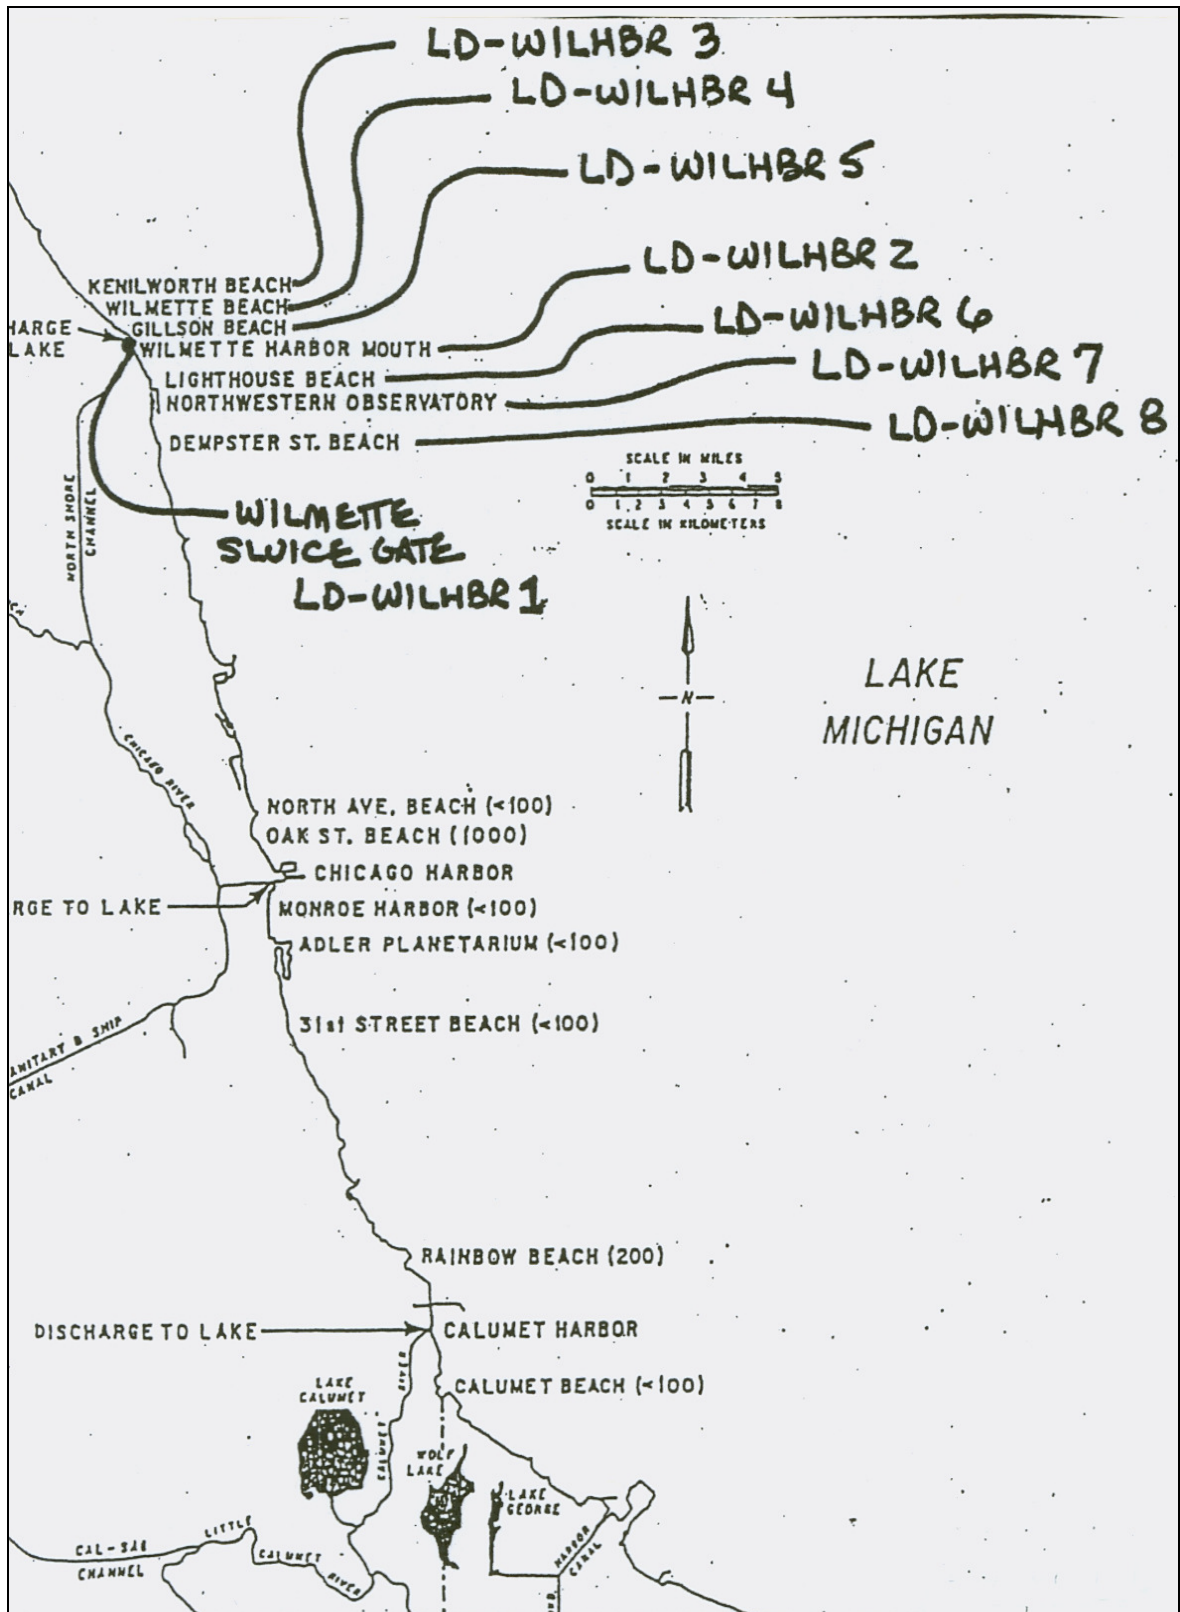 LD-WILHBR 3
LD-WILHBR 4
LD-WILHBR 5
LD-WILHBR 2
LD-WILHBR 6
LD-WILHBR 7
LD-WILHBR 8
KENILWORTH BEACH
WILMETTE BEACH
GILLSON BEACH
HARGE
LAKE
WILMETTE HARBOR MOUTH
LIGHTHOUSE BEACH
NORTHWESTERN OBSERVATORY
DEMPSTER ST. BEACH
SCALE IN MILES
0 1 2 3 4 5
0 1 2 3 4 5 6 7 8
SCALE IN KILOMETERS
NORTH SHORE
CHANNEL
WILMETTE
SLUICE GATE
LD-WILHBR 1
N
LAKE
MICHIGAN
CHICAGO RIVER
NORTH AVE. BEACH (<100)
OAK ST. BEACH (1000)
CHICAGO HARBOR
RGE TO LAKE
MONROE HARBOR (<100)
ADLER PLANETARIUM (<100)
31st STREET BEACH (<100)
ANITARY & SHIP
CANAL
RAINBOW BEACH (200)
DISCHARGE TO LAKE
CALUMET HARBOR
CALUMET BEACH (<100)
LAKE
CALUMET
CALUMET RIVER
WOLF
LAKE
LAKE
GEORGE
HARBOR
CANAL
CAL-SAG
CHANNEL
LITTLE
CALUMET
RIVER